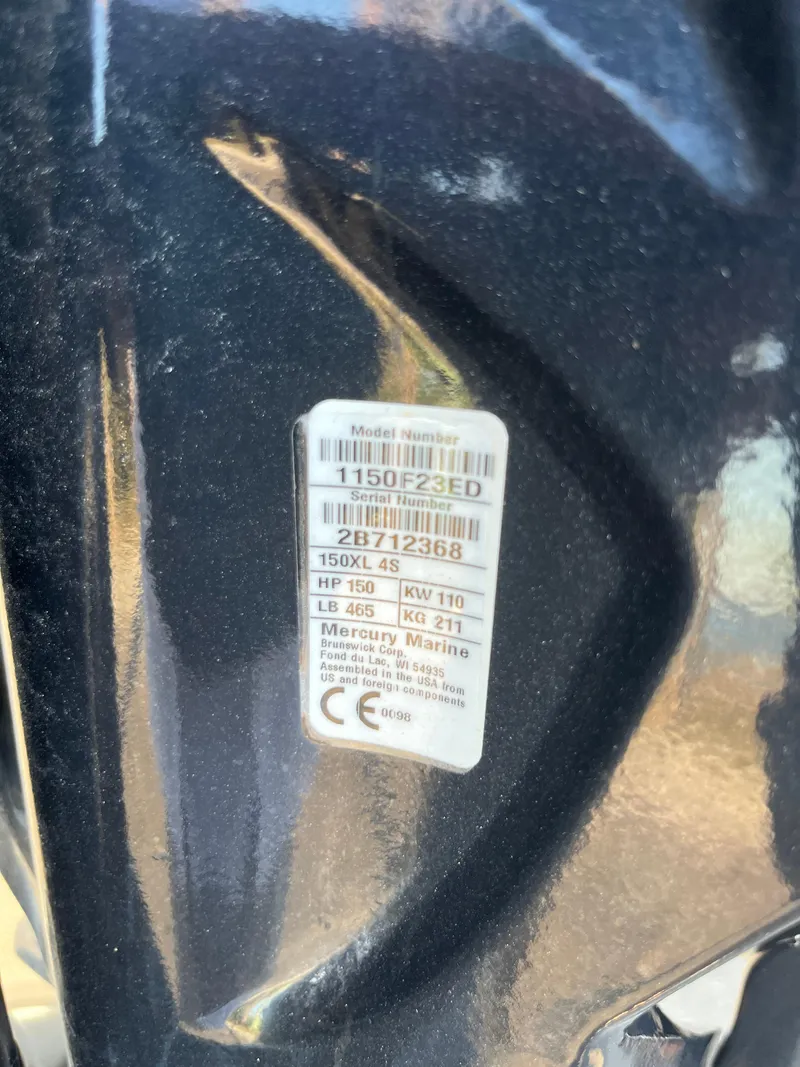 Model Number
1150F23ED
Serial Number
2B712368
150XL 4S
HP 150 KW 110
LB 465 KG 211
Mercury Marine
Brunswick Corp.
Fond du Lac, WI 54935
Assembled in the USA from
US and foreign components
CE 0098